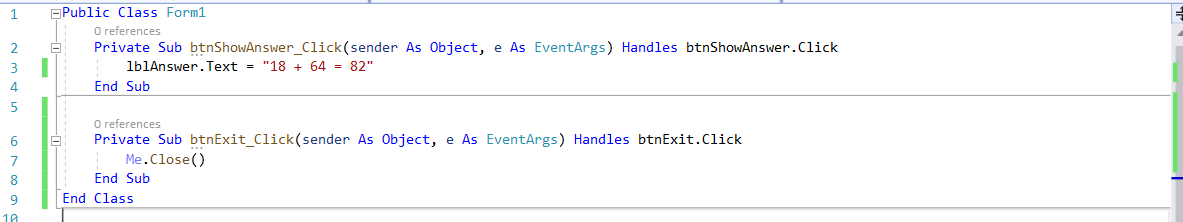 1 Public Class Form1
0 references
2 Private Sub btnShowAnswer_Click(sender As Object, e As EventArgs) Handles btnShowAnswer.Click
3 lblAnswer.Text = "18 + 64 = 82"
4 End Sub
5
0 references
6 Private Sub btnExit_Click(sender As Object, e As EventArgs) Handles btnExit.Click
7 Me.Close()
8 End Sub
9 End Class
10